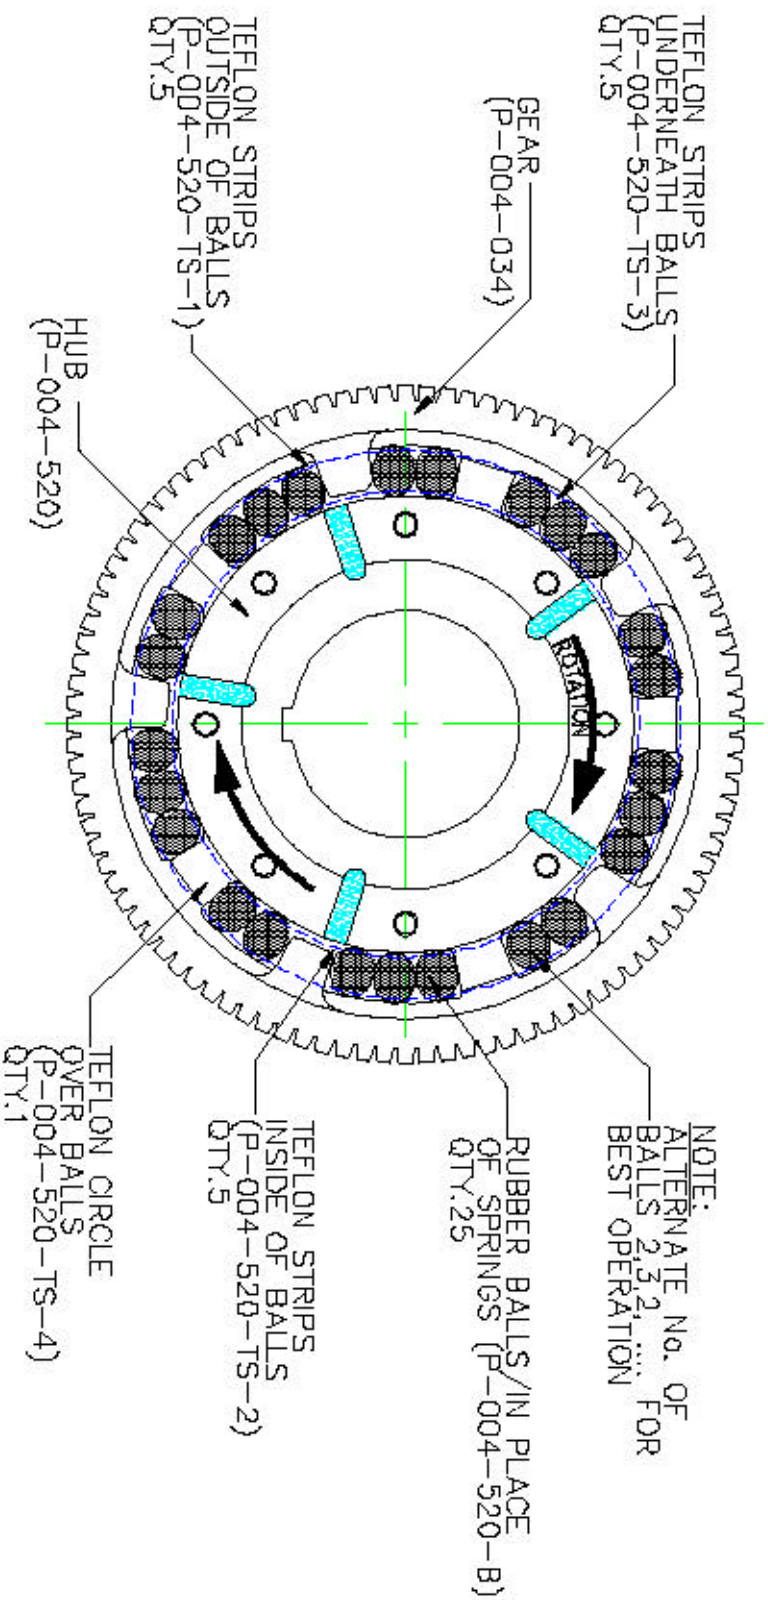 TEFLON STRIPS
UNDERNEATH BALLS
(P-004-520-TS-3)
QTY.5
GEAR
(P-004-034)
TEFLON STRIPS
OUTSIDE OF BALLS
(P-004-520-TS-1)
QTY.5
HUB
(P-004-520)
ROTATION
NOTE:
ALTERNATE No. OF
BALLS 2,3,2, .... FOR
BEST OPERATION
RUBBER BALLS/IN PLACE
OF SPRINGS (P-004-520-B)
QTY.25
TEFLON STRIPS
INSIDE OF BALLS
(P-004-520-TS-2)
QTY.5
TEFLON CIRCLE
OVER BALLS
(P-004-520-TS-4)
QTY.1